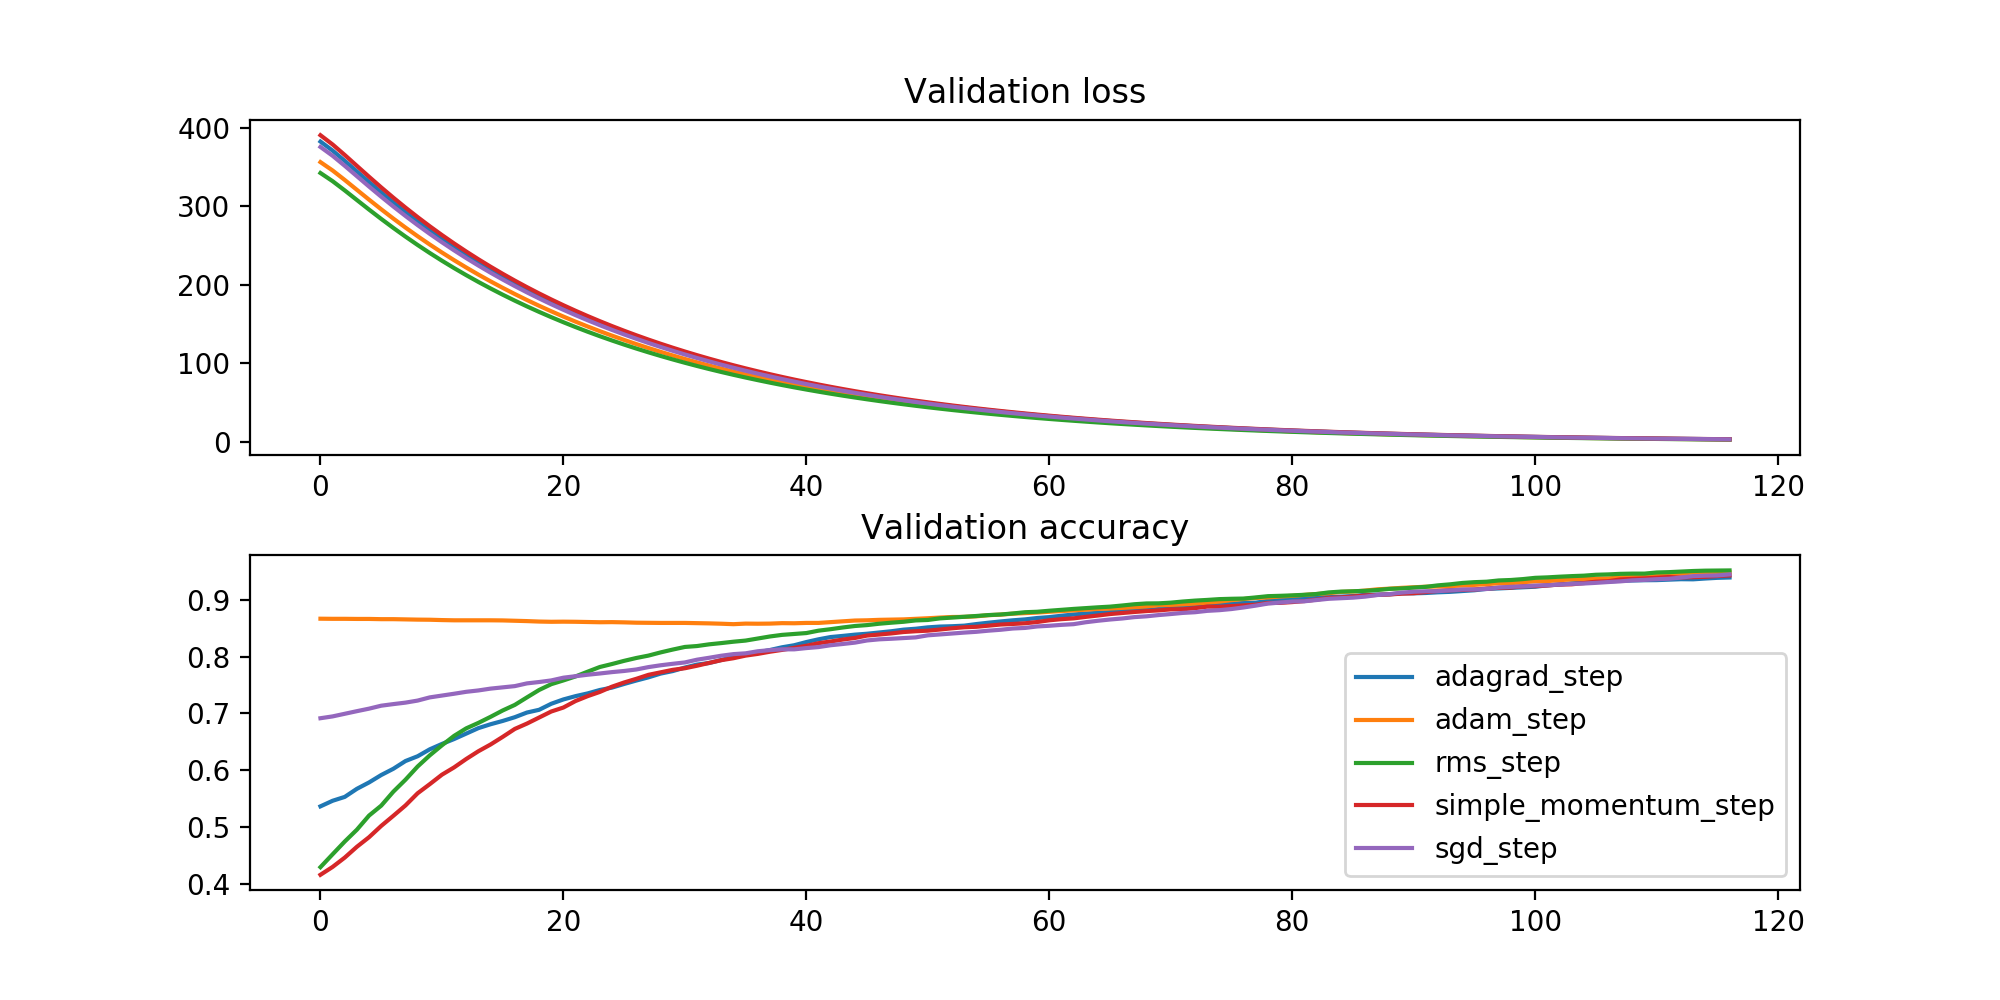 Validation loss
400
300
200
100
0
0 20 40 60 80 100 120
Validation accuracy
0.9
0.8
0.7
0.6
0.5
0.4
adagrad_step
adam_step
rms_step
simple_momentum_step
sgd_step
0 20 40 60 80 100 120